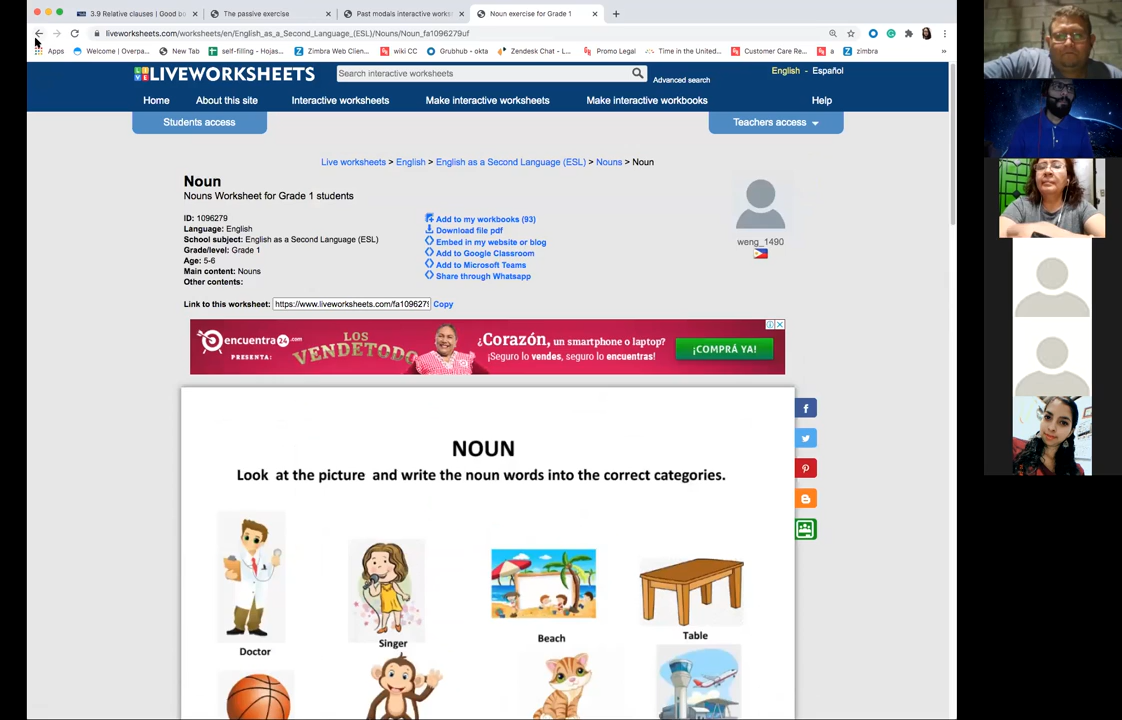 3.9 Relative clauses | Good b
The passive exercise
Past modals interactive works
Noun exercise for Grade 1
liveworksheets.com/worksheets/en/English_as_a_Second_Language_(ESL)/Nouns/Noun_fa1096279uf
Apps
Welcome | Overpa...
New Tab
self-filling - Hojas...
Zimbra Web Clien...
wiki CC
Grubhub - okta
Zendesk Chat - L...
Promo Legal
Time in the United...
Customer Care Re...
a
zimbra
LIVEWORKSHEETS
Search interactive worksheets
Advanced search
English - Español
Home
About this site
Interactive worksheets
Make interactive worksheets
Make interactive workbooks
Help
Students access
Teachers access
Live worksheets > English > English as a Second Language (ESL) > Nouns > Noun
Noun
Nouns Worksheet for Grade 1 students
ID: 1096279
Language: English
School subject: English as a Second Language (ESL)
Grade/level: Grade 1
Age: 5-6
Main content: Nouns
Other contents:
Add to my workbooks (93)
Download file pdf
Embed in my website or blog
Add to Google Classroom
Add to Microsoft Teams
Share through Whatsapp
weng_1490
Link to this worksheet: https://www.liveworksheets.com/fa109627 Copy
encuentra24.com
PRESENTA:
LOS
VENDETODO
¿Corazón, un smartphone o laptop?
¡Seguro lo vendes, seguro lo encuentras!
¡COMPRÁ YA!
NOUN
Look at the picture and write the noun words into the correct categories.
Doctor
Singer
Beach
Table